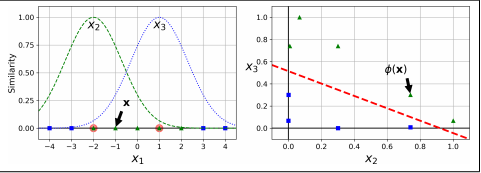 1.00
0.75
0.50
0.25
0.00
Similarity
x₂
x₃
x
−4 −3 −2 −1 0 1 2 3 4
x₁
1.0
0.8
0.6
0.4
0.2
0.0
x₃
ϕ(x)
0.0 0.2 0.4 0.6 0.8 1.0
x₂